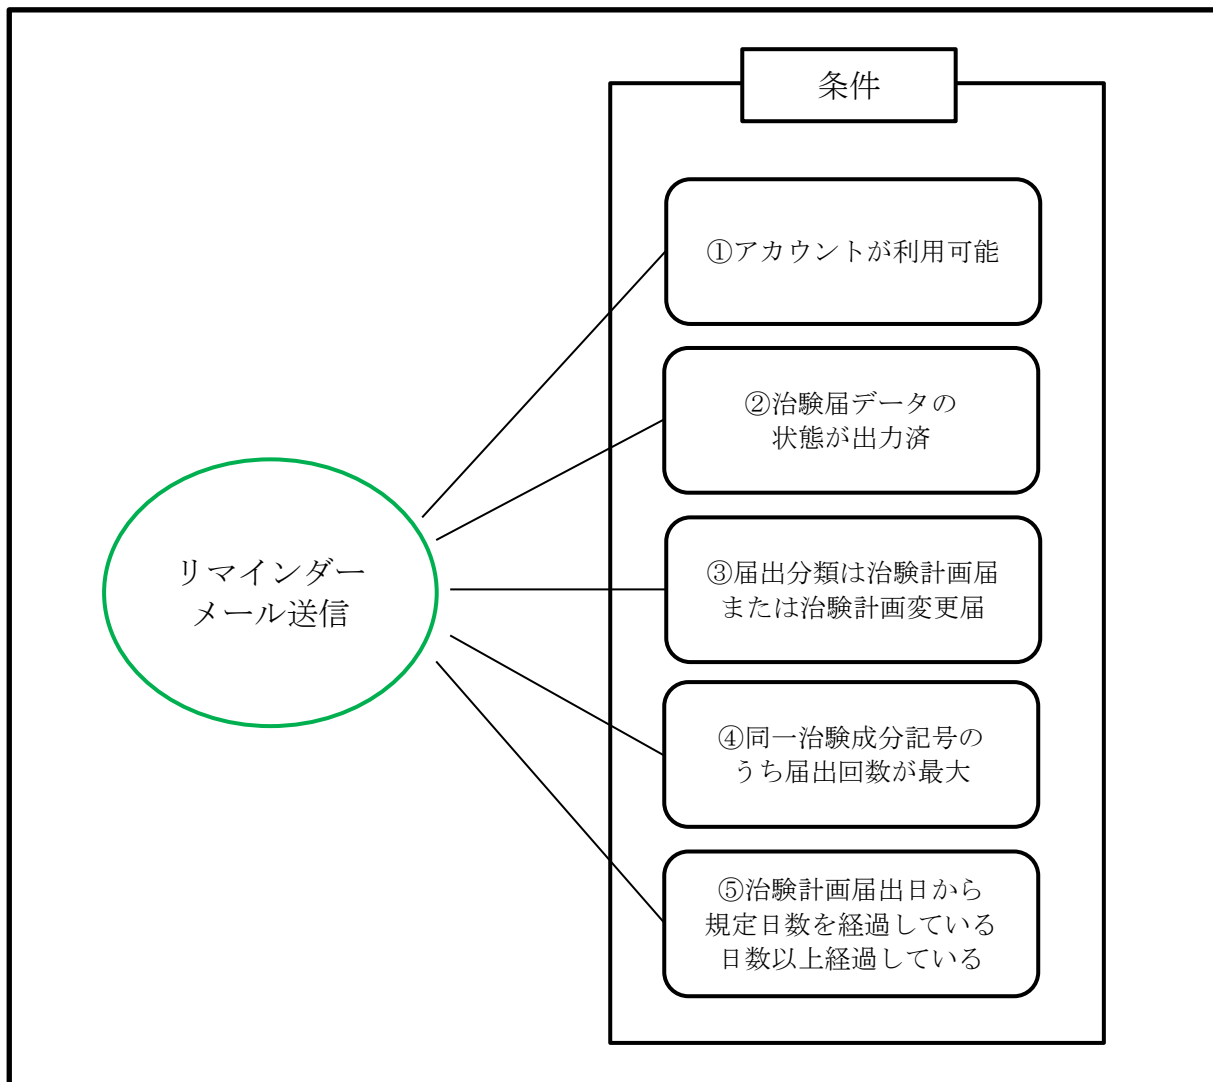 条件
①アカウントが利用可能
②治験届データの
状態が出力済
リマインダー
メール送信
③届出分類は治験計画届
または治験計画変更届
④同一治験成分記号の
うち届出回数が最大
⑤治験計画届出日から
規定日数を経過している
日数以上経過している